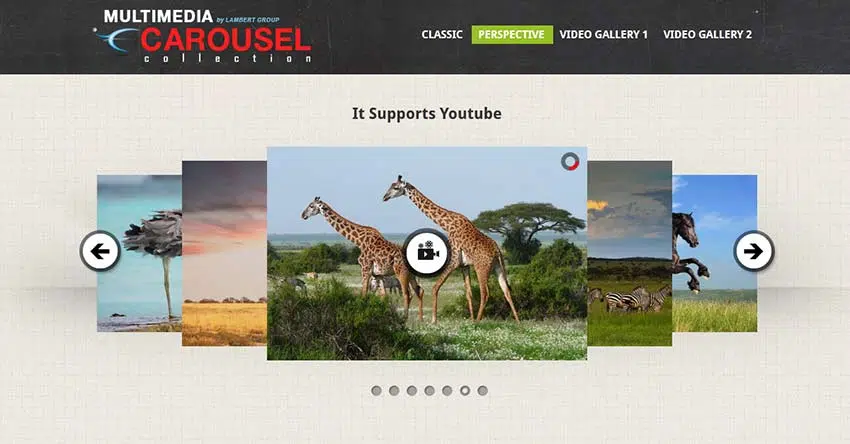 MULTIMEDIA by LAMBERT GROUP
CAROUSEL
collection
CLASSIC PERSPECTIVE VIDEO GALLERY 1 VIDEO GALLERY 2
It Supports Youtube